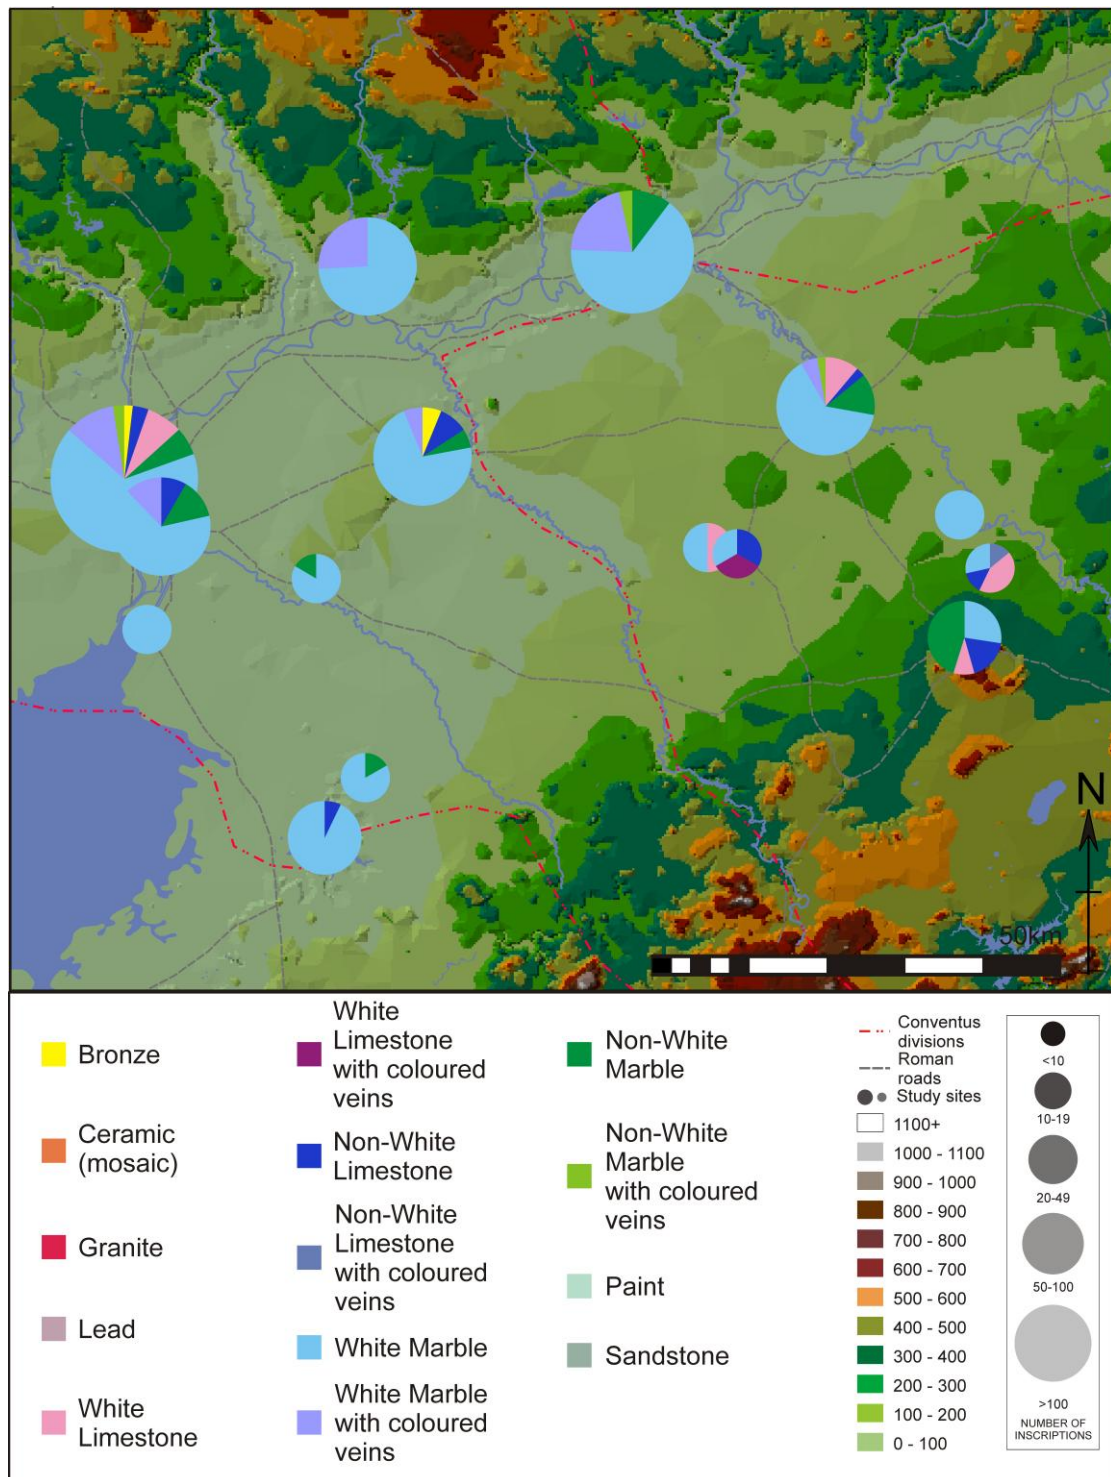 N
50km
Bronze
Ceramic
(mosaic)
Granite
Lead
White
Limestone
White
Limestone
with coloured
veins
Non-White
Limestone
Non-White
Limestone
with coloured
veins
White Marble
White Marble
with coloured
veins
Non-White
Marble
Non-White
Marble
with coloured
veins
Paint
Sandstone
Conventus
divisions
Roman
roads
Study sites
1100+
1000 - 1100
900 - 1000
800 - 900
700 - 800
600 - 700
500 - 600
400 - 500
300 - 400
200 - 300
100 - 200
0 - 100
<10
10-19
20-49
50-100
>100
NUMBER OF
INSCRIPTIONS